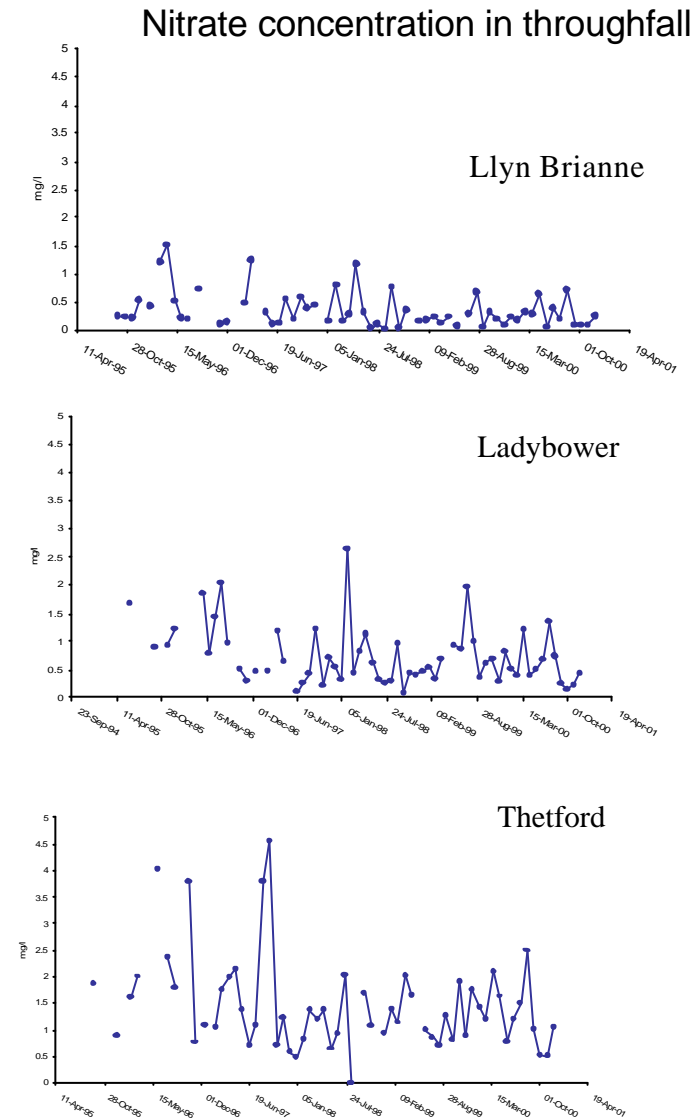 Nitrate concentration in throughfall
5
4.5
4
3.5
3
2.5
2
1.5
1
0.5
0
mg/l
Llyn Brianne
11-Apr-95
28-Oct-95
15-May-96
01-Dec-96
19-Jun-97
05-Jan-98
24-Jul-98
09-Feb-99
28-Aug-99
15-Mar-00
01-Oct-00
19-Apr-01
5
4.5
4
3.5
3
2.5
2
1.5
1
0.5
0
mg/l
Ladybower
23-Sep-94
11-Apr-95
28-Oct-95
15-May-96
01-Dec-96
19-Jun-97
05-Jan-98
24-Jul-98
09-Feb-99
28-Aug-99
15-Mar-00
01-Oct-00
19-Apr-01
5
4.5
4
3.5
3
2.5
2
1.5
1
0.5
0
mg/l
Thetford
11-Apr-95
28-Oct-95
15-May-96
01-Dec-96
19-Jun-97
05-Jan-98
24-Jul-98
09-Feb-99
28-Aug-99
15-Mar-00
01-Oct-00
19-Apr-01